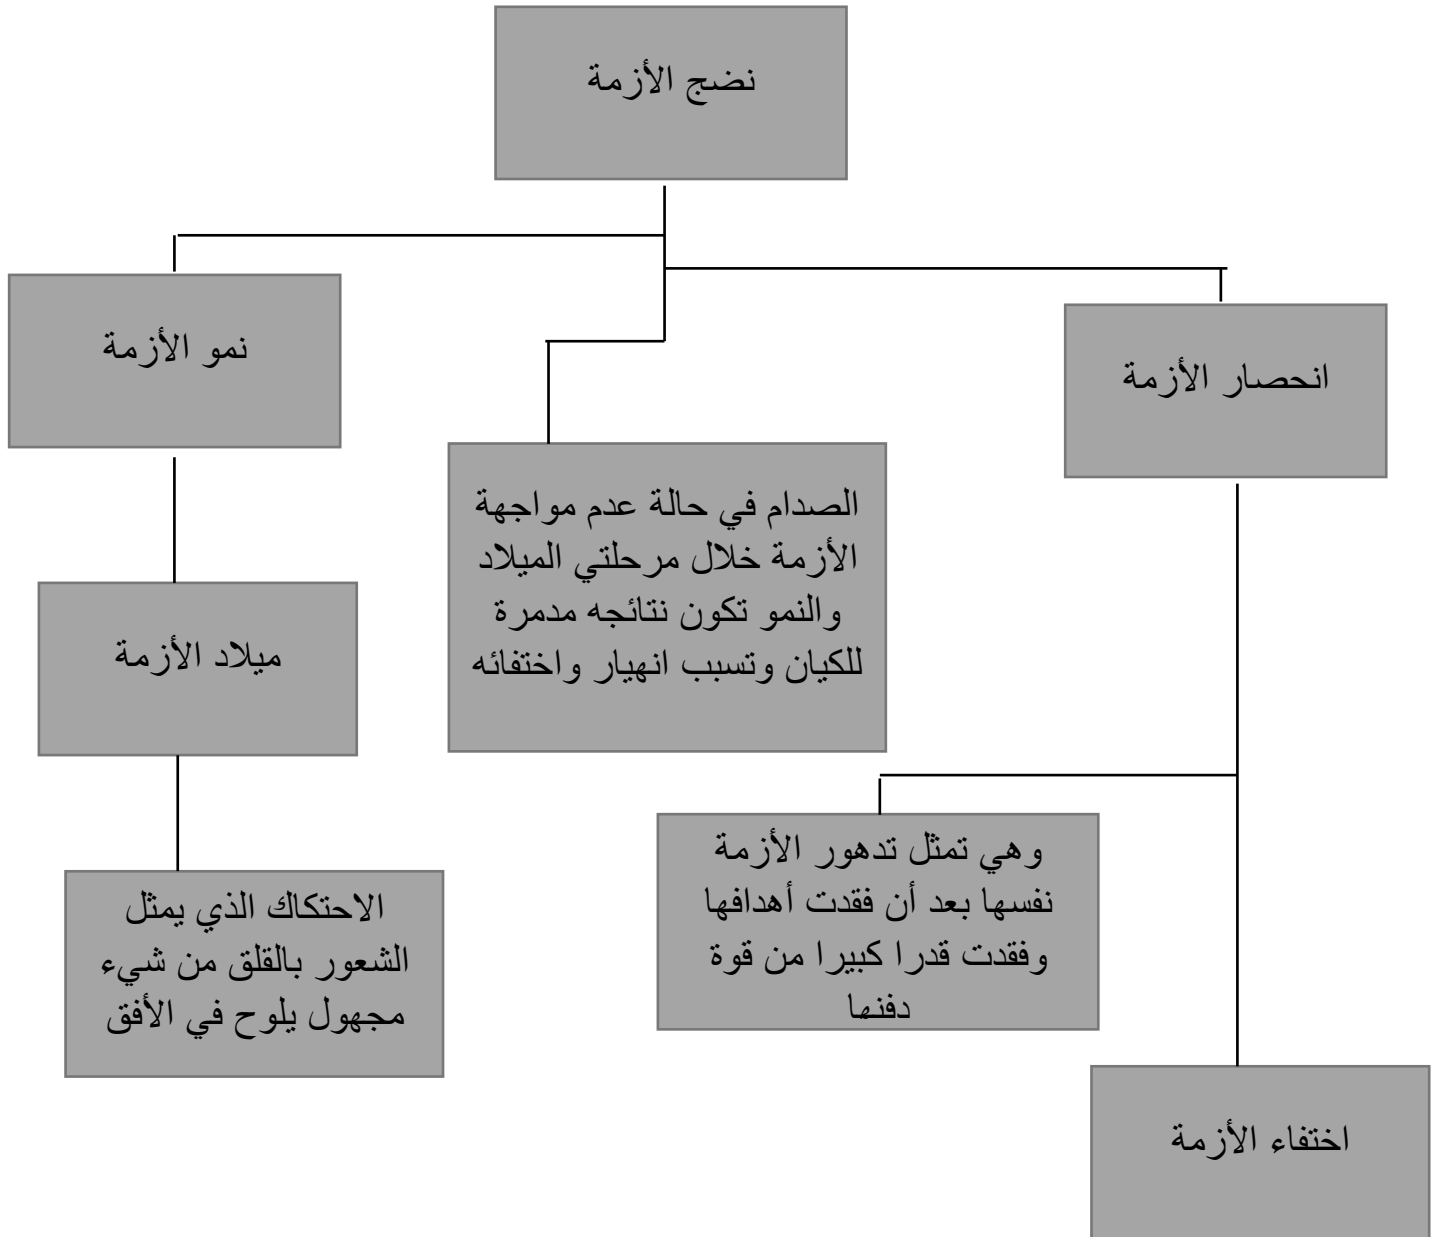 نضج الأزمة
نمو الأزمة
انحصار الأزمة
الصدام في حالة عدم مواجهة
الأزمة خلال مرحلتي الميلاد
والنمو تكون نتائجه مدمرة
للكيان وتسبب انهيار واختفائه
ميلاد الأزمة
وهي تمثل تدهور الأزمة
نفسها بعد أن فقدت أهدافها
وفقدت قدرا كبيرا من قوة
دفنها
الاحتكاك الذي يمثل
الشعور بالقلق من شيء
مجهول يلوح في الأفق
اختفاء الأزمة